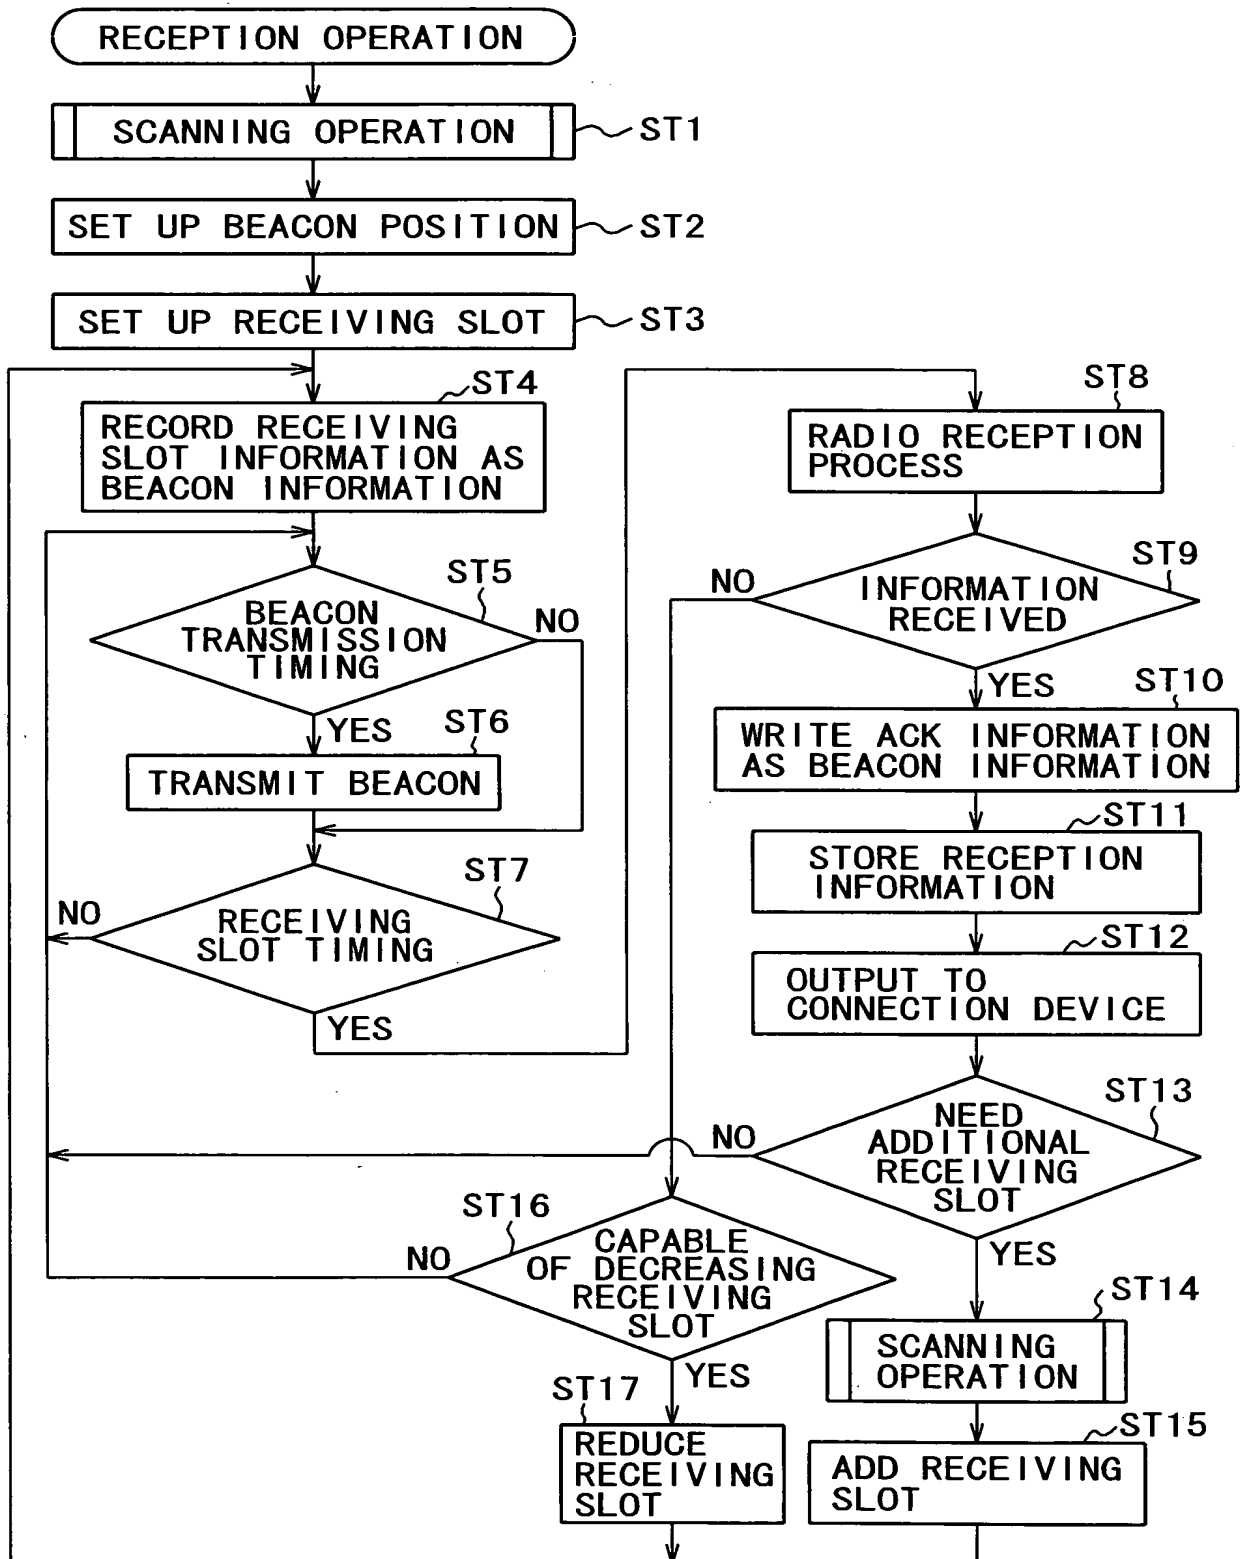 RECEPTION OPERATION
SCANNING OPERATION
ST1
SET UP BEACON POSITION
ST2
SET UP RECEIVING SLOT
ST3
ST4
RECORD RECEIVING
SLOT INFORMATION AS
BEACON INFORMATION
ST5
BEACON
TRANSMISSION
TIMING
NO
YES
ST6
TRANSMIT BEACON
ST7
RECEIVING
SLOT TIMING
NO
YES
ST8
RADIO RECEPTION
PROCESS
ST9
INFORMATION
RECEIVED
NO
YES
ST10
WRITE ACK INFORMATION
AS BEACON INFORMATION
ST11
STORE RECEPTION
INFORMATION
ST12
OUTPUT TO
CONNECTION DEVICE
ST13
NEED
ADDITIONAL
RECEIVING
SLOT
NO
YES
ST14
SCANNING
OPERATION
ST15
ADD RECEIVING
SLOT
ST16
CAPABLE
OF DECREASING
RECEIVING
SLOT
NO
YES
ST17
REDUCE
RECEIVING
SLOT